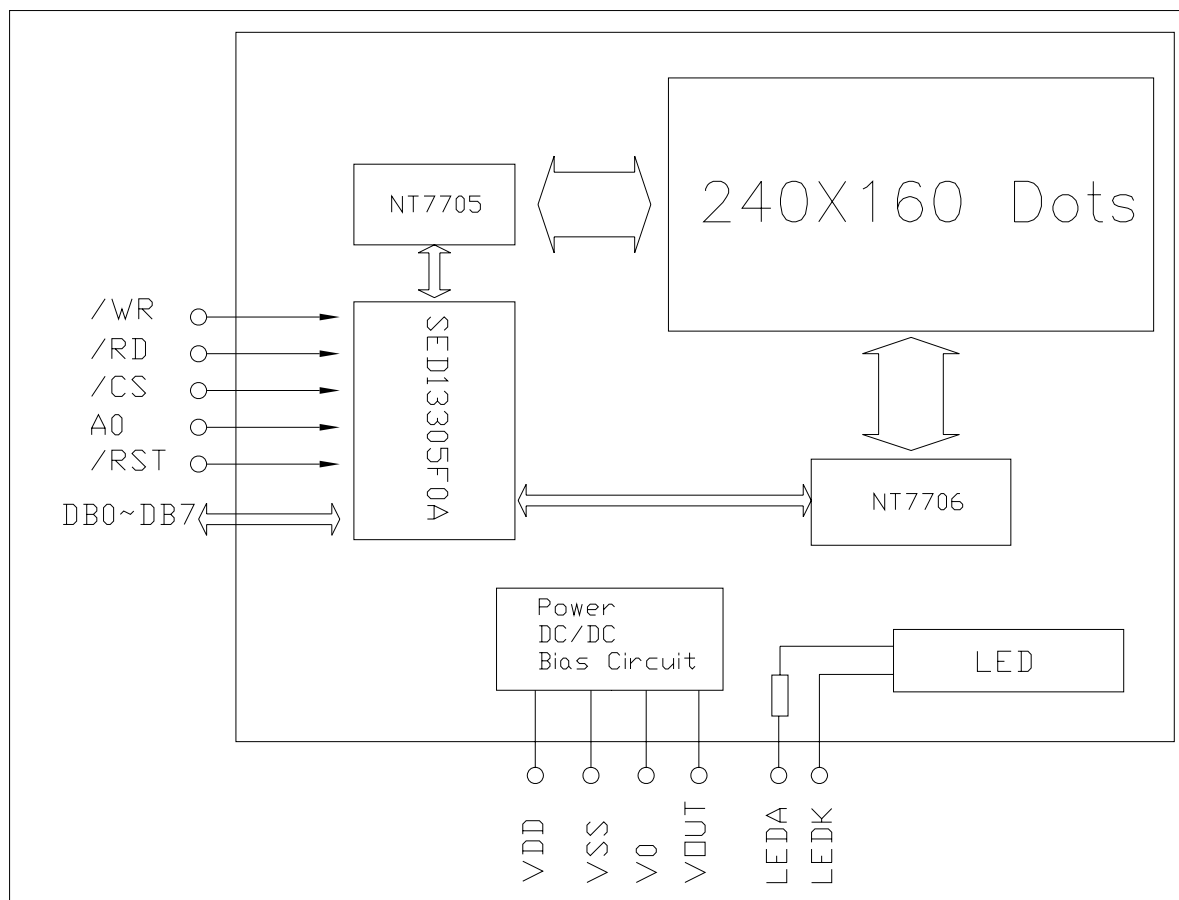 240X160 Dots
NT7705
/WR
/RD
/CS
A0
/RST
DB0~DB7
SED13305F0A
NT7706
Power
DC/DC
Bias Circuit
LED
VDD
VSS
V0
VOUT
LEDA
LEDK